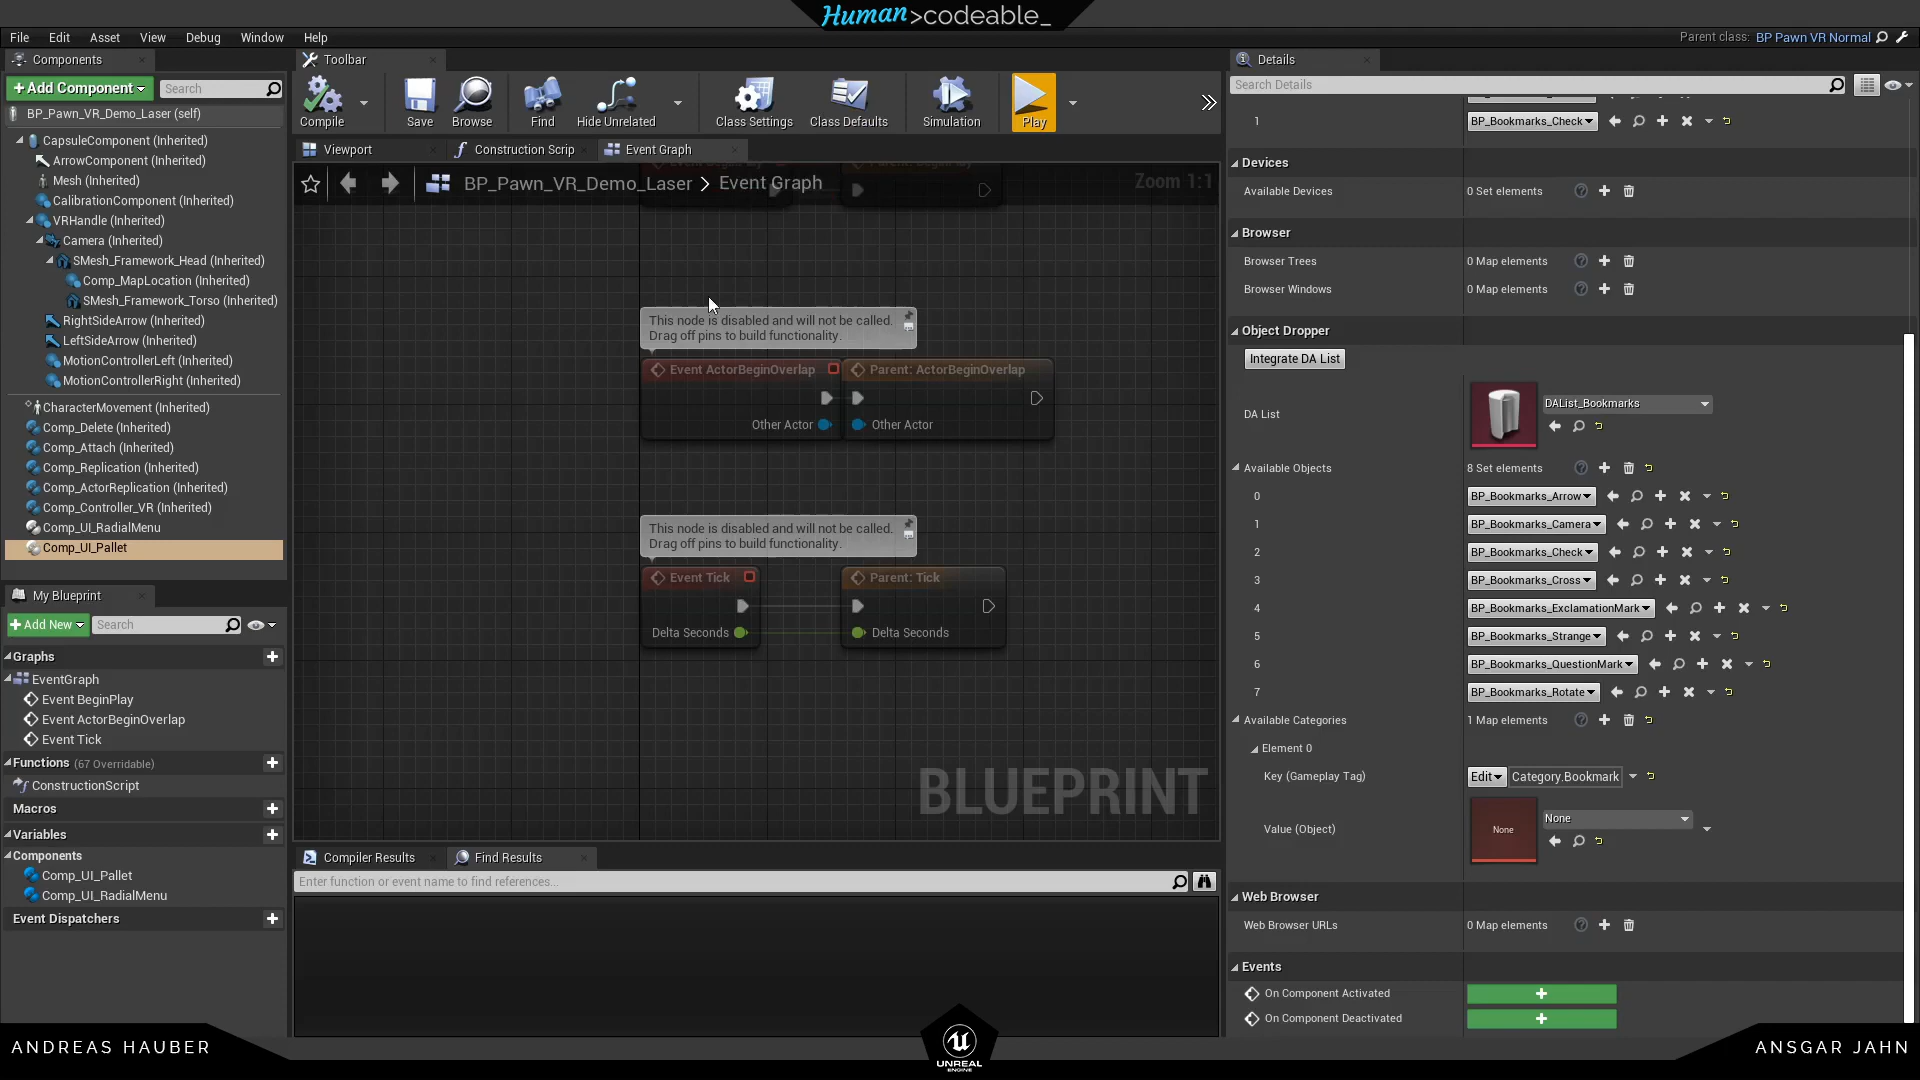 Human>codeable_
File Edit Asset View Debug Window Help
Parent class: BP Pawn VR Normal
Components
Add Component
Search
BP_Pawn_VR_Demo_Laser (self)
CapsuleComponent (Inherited)
ArrowComponent (Inherited)
Mesh (Inherited)
CalibrationComponent (Inherited)
VRHandle (Inherited)
Camera (Inherited)
SMesh_Framework_Head (Inherited)
Comp_MapLocation (Inherited)
SMesh_Framework_Torso (Inherited)
RightSideArrow (Inherited)
LeftSideArrow (Inherited)
MotionControllerLeft (Inherited)
MotionControllerRight (Inherited)
CharacterMovement (Inherited)
Comp_Delete (Inherited)
Comp_Attach (Inherited)
Comp_Replication (Inherited)
Comp_ActorReplication (Inherited)
Comp_Controller_VR (Inherited)
Comp_UI_RadialMenu
Comp_UI_Pallet
My Blueprint
Add New
Search
Graphs
EventGraph
Event BeginPlay
Event ActorBeginOverlap
Event Tick
Functions (67 Overridable)
ConstructionScript
Macros
Variables
Components
Comp_UI_Pallet
Comp_UI_RadialMenu
Event Dispatchers
Toolbar
Compile Save Browse Find Hide Unrelated Class Settings Class Defaults Simulation Play
Viewport Construction Scrip Event Graph
BP_Pawn_VR_Demo_Laser > Event Graph
Zoom 1:1
This node is disabled and will not be called.
Drag off pins to build functionality.
Event ActorBeginOverlap
Other Actor
Parent: ActorBeginOverlap
Other Actor
This node is disabled and will not be called.
Drag off pins to build functionality.
Event Tick
Delta Seconds
Parent: Tick
Delta Seconds
BLUEPRINT
Compiler Results Find Results
Enter function or event name to find references...
Details
Search Details
1 BP_Bookmarks_Check
Devices
Available Devices 0 Set elements
Browser
Browser Trees 0 Map elements
Browser Windows 0 Map elements
Object Dropper
Integrate DA List
DA List DAList_Bookmarks
Available Objects 8 Set elements
0 BP_Bookmarks_Arrow
1 BP_Bookmarks_Camera
2 BP_Bookmarks_Check
3 BP_Bookmarks_Cross
4 BP_Bookmarks_ExclamationMark
5 BP_Bookmarks_Strange
6 BP_Bookmarks_QuestionMark
7 BP_Bookmarks_Rotate
Available Categories 1 Map elements
Element 0
Key (Gameplay Tag) Edit Category.Bookmark
Value (Object) None None
Web Browser
Web Browser URLs 0 Map elements
Events
On Component Activated
On Component Deactivated
ANDREAS HAUBER
UNREAL
ENGINE
ANSGAR JAHN